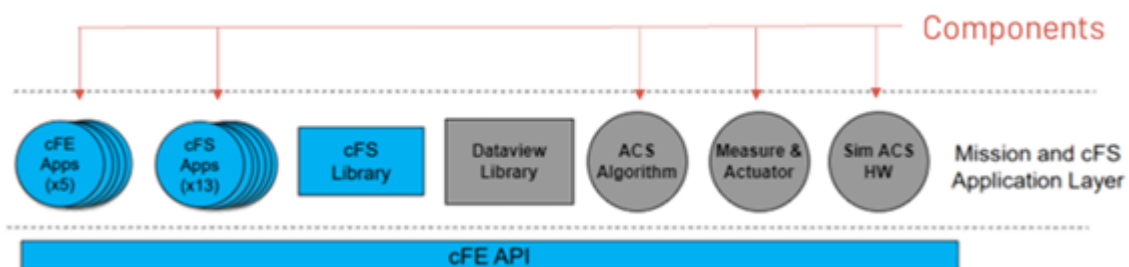 Components
cFE
Apps
(x5)
cFS
Apps
(x13)
cFS
Library
Dataview
Library
ACS
Algorithm
Measure &
Actuator
Sim ACS
HW
Mission and cFS
Application Layer
cFE API